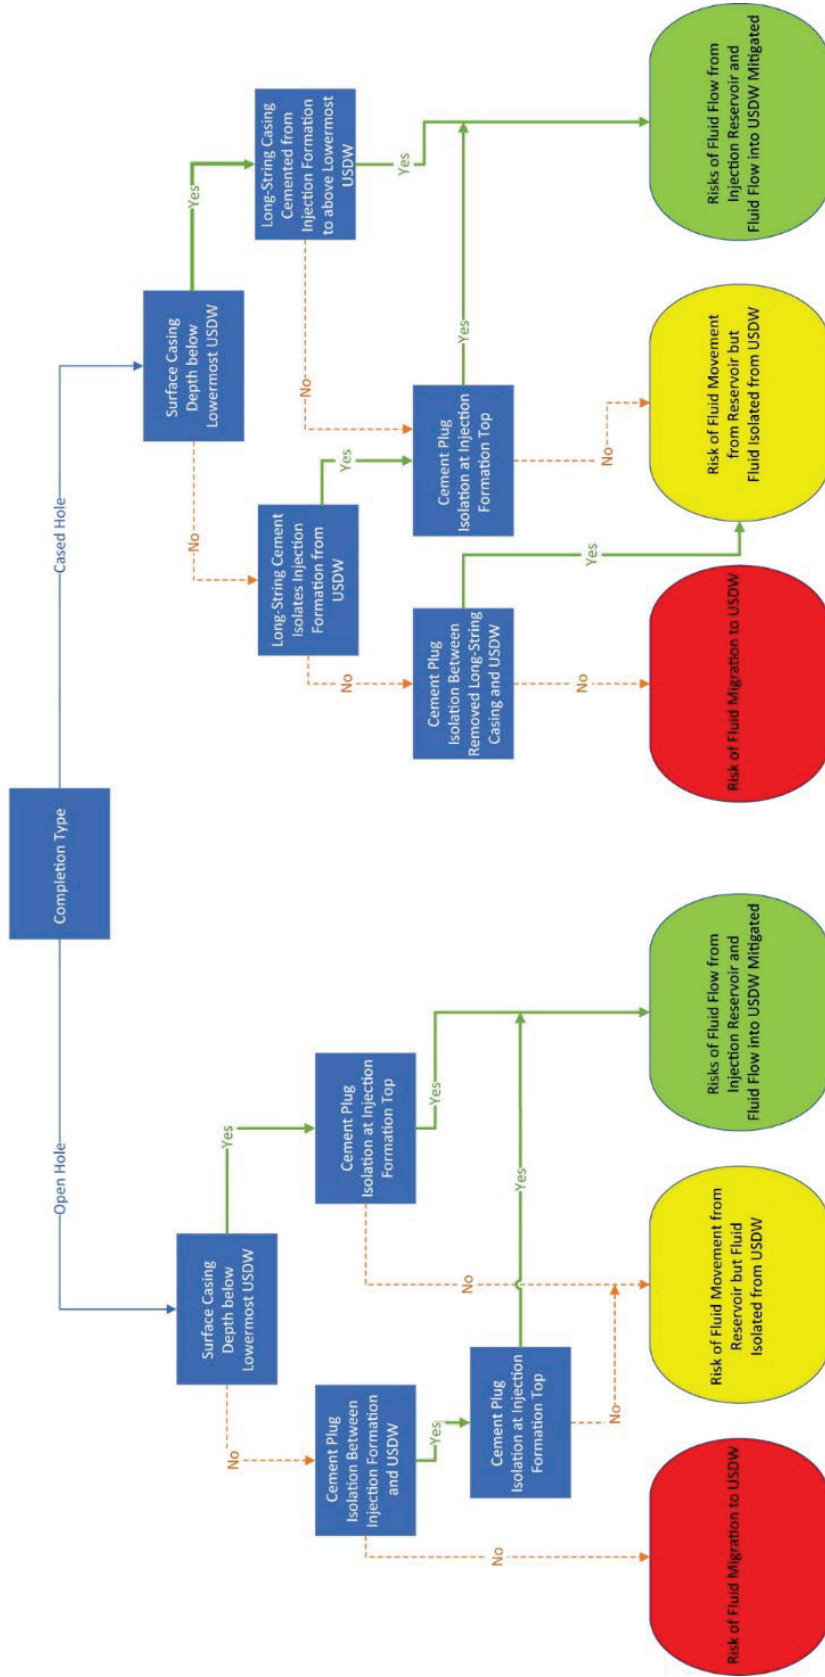 Completion Type
Open Hole
Cased Hole
Surface Casing
Depth below
Lowermost USDW
No
Yes
Cement Plug
Isolation Between
Injection Formation
and USDW
Cement Plug
Isolation at Injection
Formation Top
No
Yes
No
Yes
Cement Plug
Isolation at Injection
Formation Top
No
Yes
Risk of Fluid Migration to USDW
Risk of Fluid Movement from
Reservoir but Fluid
Isolated from USDW
Risks of Fluid Flow from
Injection Reservoir and
Fluid Flow into USDW Mitigated
Surface Casing
Depth below
Lowermost USDW
No
Yes
Long-String Cement
Isolates Injection
Formation from
USDW
Long-String Casing
Cemented from
Injection Formation
to above Lowermost
USDW
No
Yes
No
Yes
Cement Plug
Isolation Between
Removed Long-String
Casing and USDW
Cement Plug
Isolation at Injection
Formation Top
No
Yes
No
Yes
Risk of Fluid Migration to USDW
Risk of Fluid Movement
from Reservoir but
Fluid Isolated from USDW
Risks of Fluid Flow from
Injection Reservoir and
Fluid Flow into USDW Mitigated